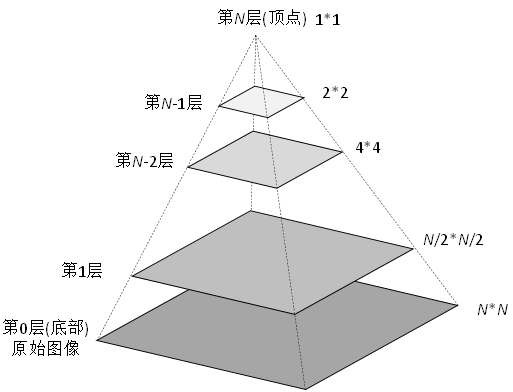 第N层(顶点) 1*1
第N-1层
2*2
第N-2层
4*4
N/2*N/2
第1层
第0层(底部)
原始图像
N*N